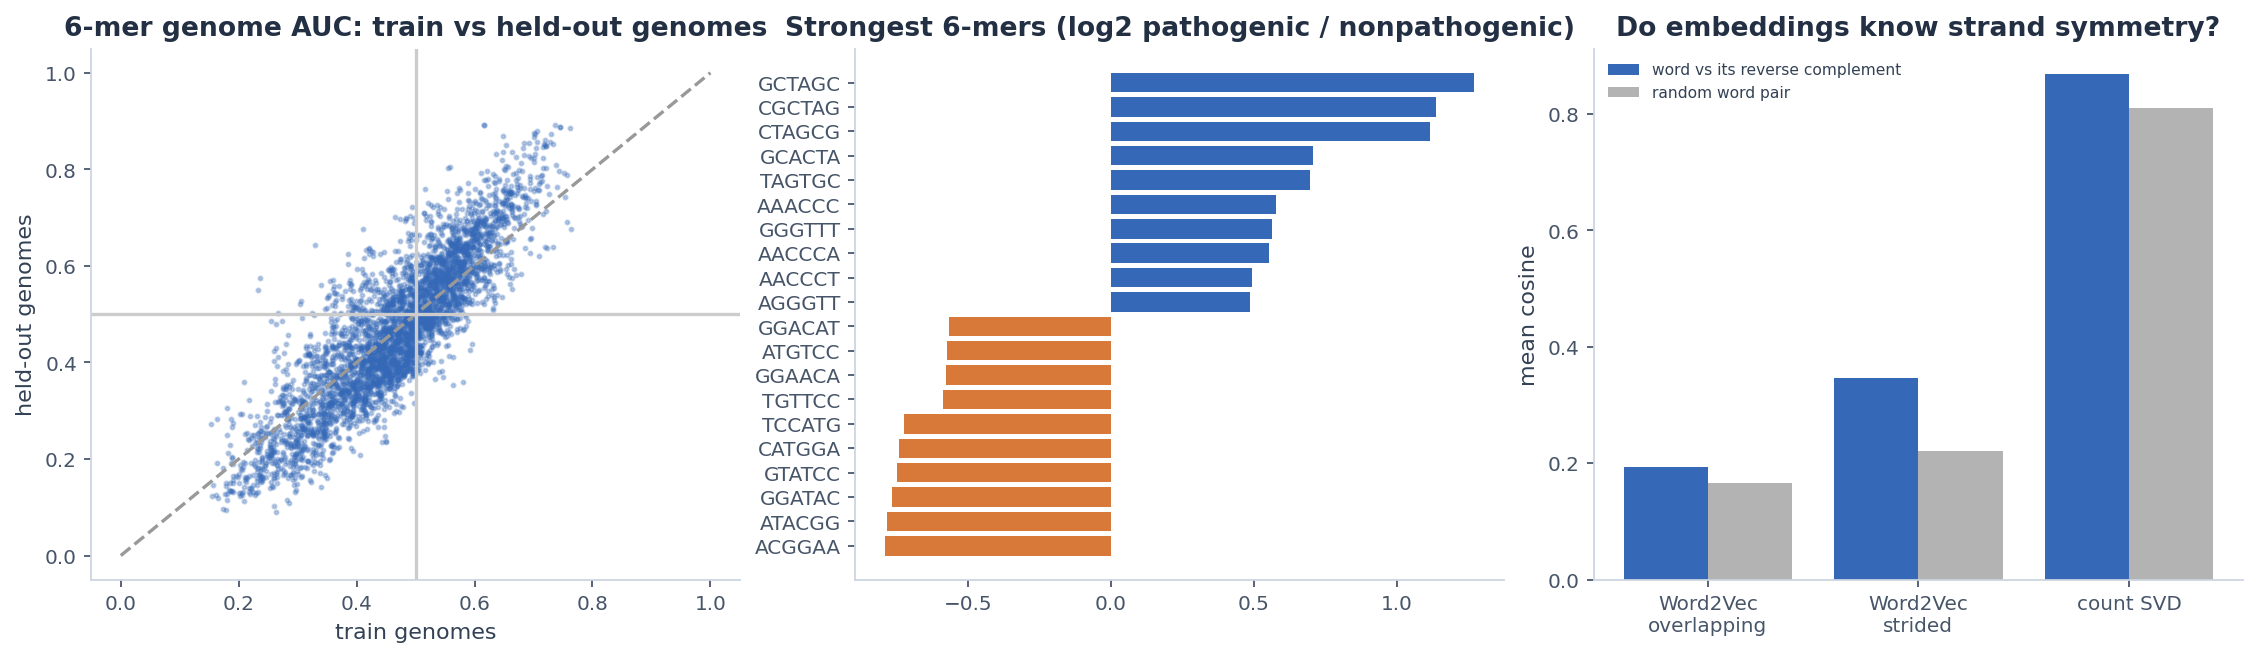 6-mer genome AUC: train vs held-out genomes
1.0
0.8
0.6
0.4
0.2
0.0
held-out genomes
0.0 0.2 0.4 0.6 0.8 1.0
train genomes
Strongest 6-mers (log2 pathogenic / nonpathogenic)
GCTAGC
CGCTAG
CTAGCG
GCACTA
TAGTGC
AAACCC
GGGTTT
AACCCA
AACCCT
AGGGTT
GGACAT
ATGTCC
GGAACA
TGTTCC
TCCATG
CATGGA
GTATCC
GGATAC
ATACGG
ACGGAA
−0.5 0.0 0.5 1.0
Do embeddings know strand symmetry?
word vs its reverse complement
random word pair
0.8
0.6
0.4
0.2
0.0
mean cosine
Word2Vec
overlapping
Word2Vec
strided
count SVD